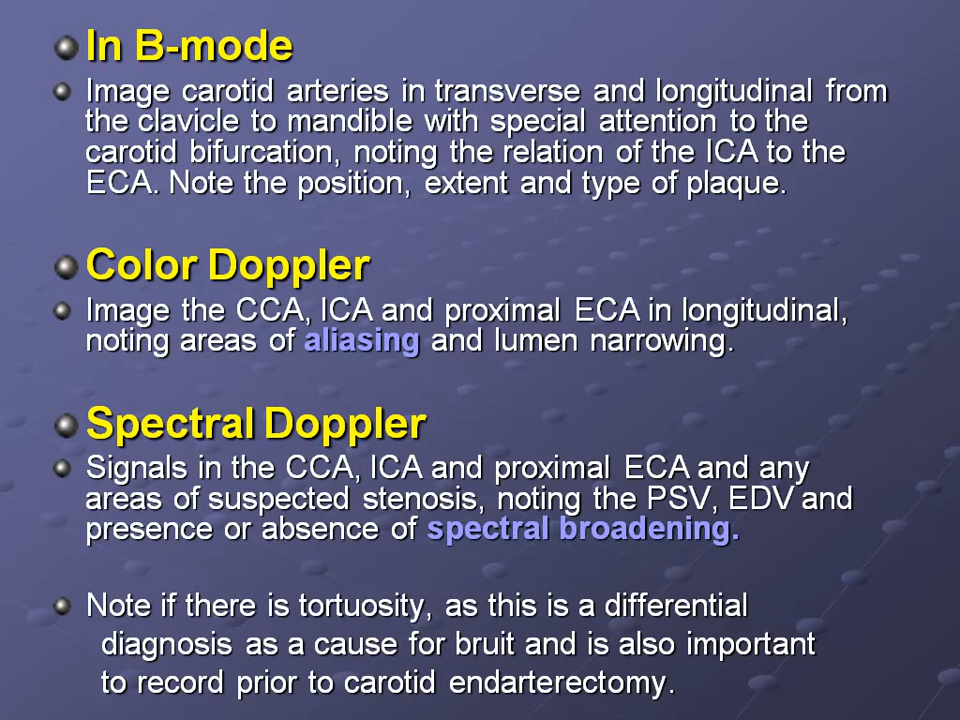 In B-mode
Image carotid arteries in transverse and longitudinal from
the clavicle to mandible with special attention to the
carotid bifurcation, noting the relation of the ICA to the
ECA. Note the position, extent and type of plaque.
Color Doppler
Image the CCA, ICA and proximal ECA in longitudinal,
noting areas of aliasing and lumen narrowing.
Spectral Doppler
Signals in the CCA, ICA and proximal ECA and any
areas of suspected stenosis, noting the PSV, EDV and
presence or absence of spectral broadening.
Note if there is tortuosity, as this is a differential
diagnosis as a cause for bruit and is also important
to record prior to carotid endarterectomy.